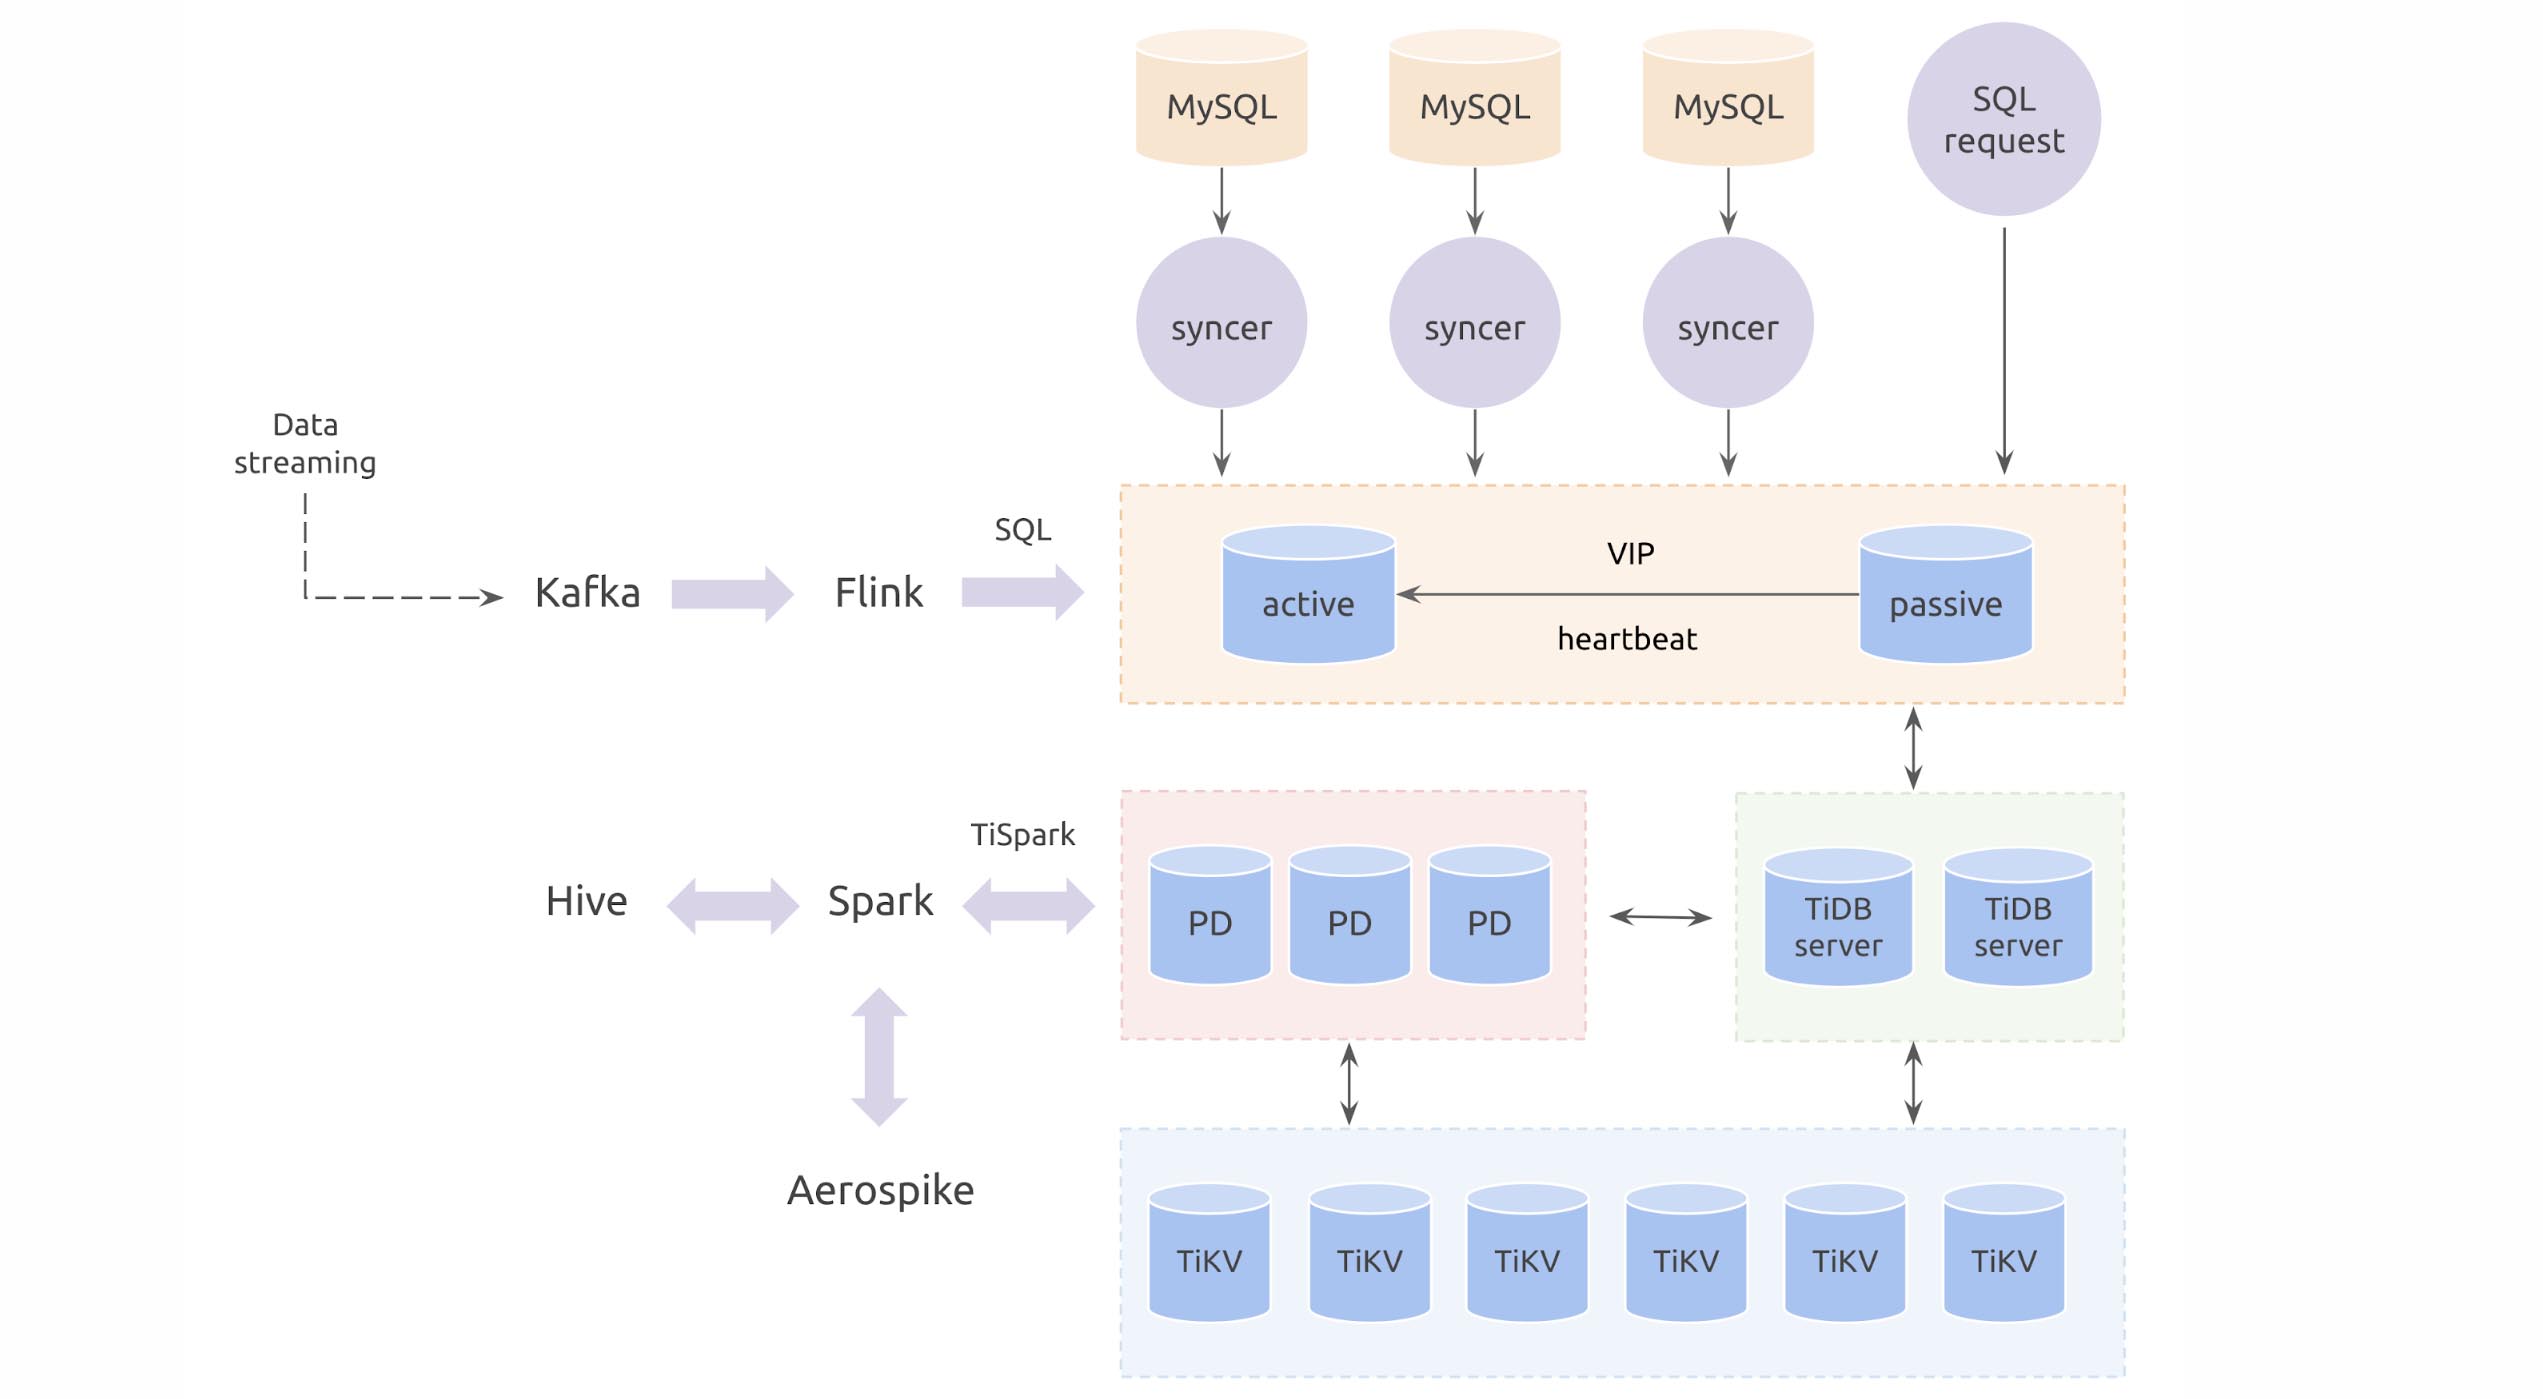 MySQL
MySQL
MySQL
SQL
request
syncer
syncer
syncer
Data
streaming
SQL
Kafka
Flink
VIP
active
passive
heartbeat
TiSpark
Hive
Spark
PD
PD
PD
TiDB
server
TiDB
server
Aerospike
TiKV
TiKV
TiKV
TiKV
TiKV
TiKV